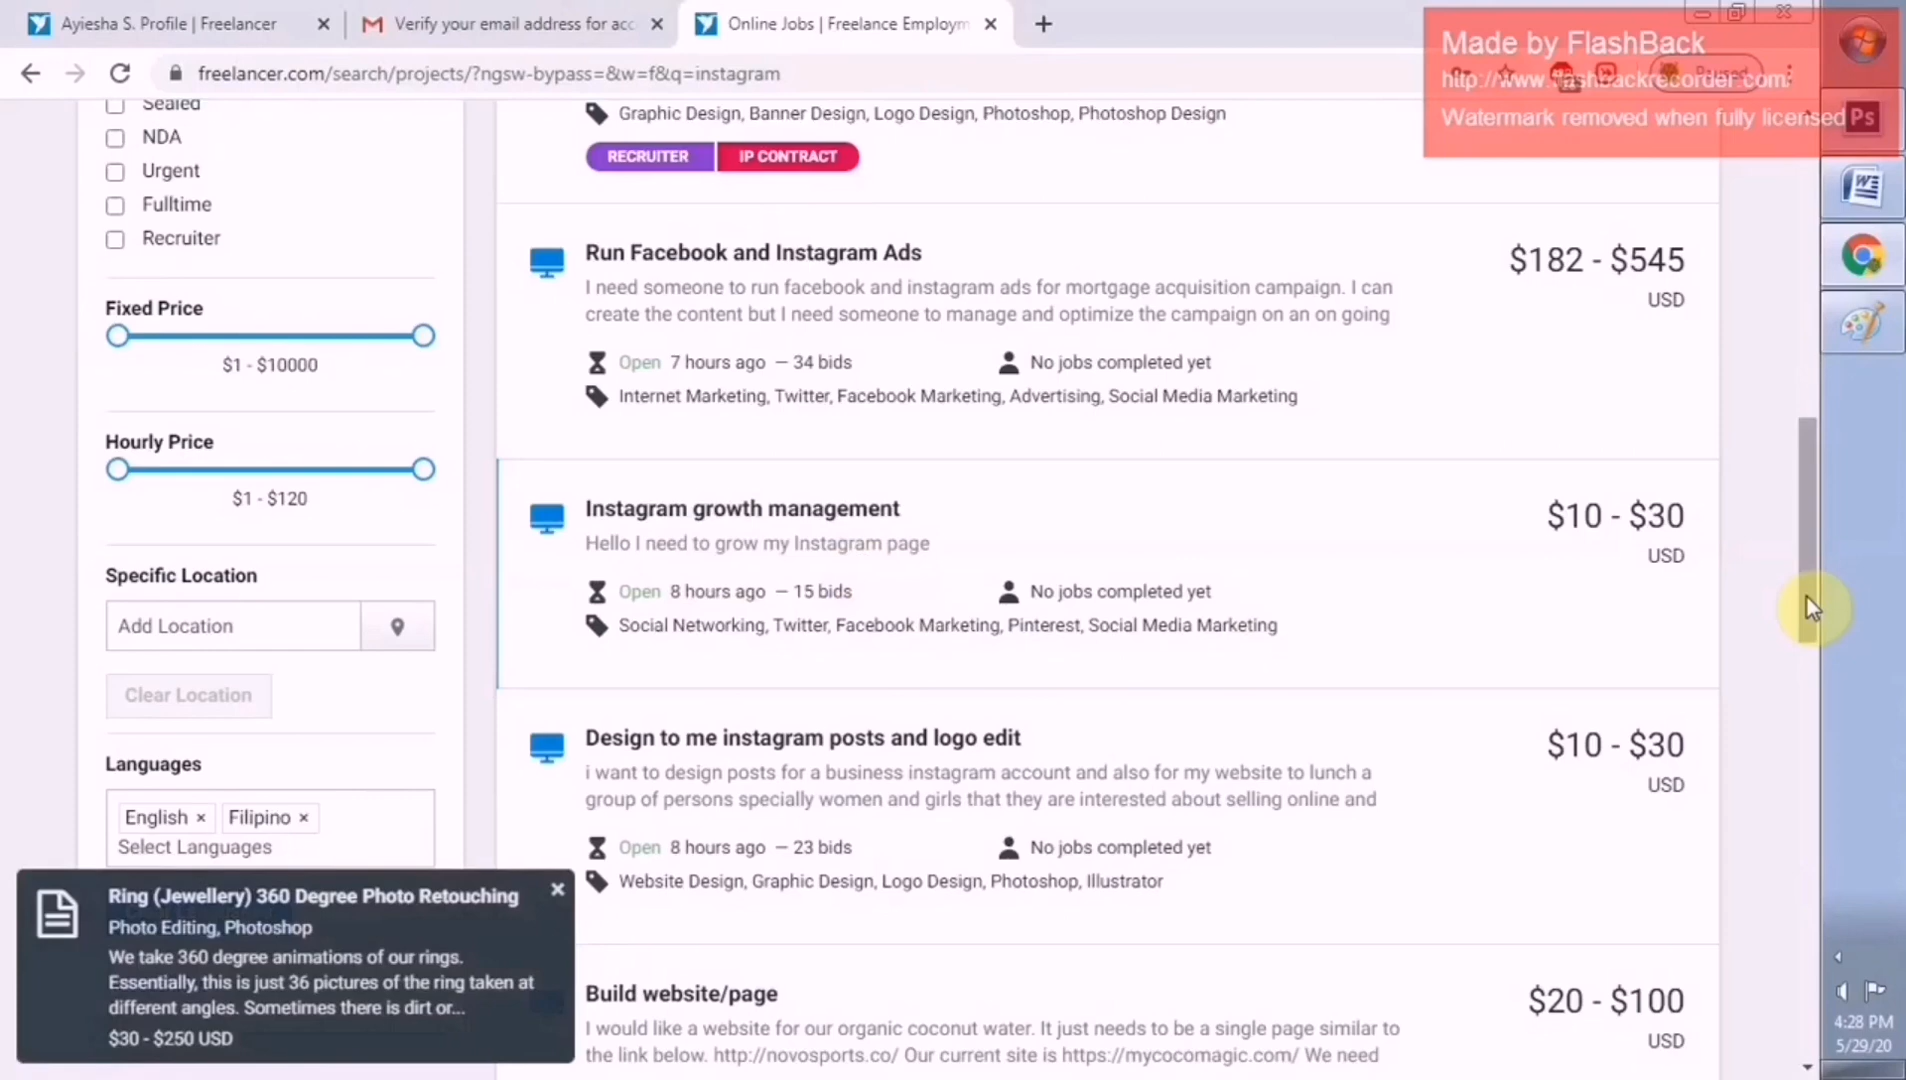 Ayiesha S. Profile | Freelancer
Verify your email address for acc
Online Jobs | Freelance Employm
freelancer.com/search/projects/?ngsw-bypass=&w=f&q=instagram
Made by FlashBack
http://www.flashbackrecorder.com/
Paused
Watermark removed when fully licensed
Ps
Sealed
NDA
Urgent
Fulltime
Recruiter
Fixed Price
$1 - $10000
Hourly Price
$1 - $120
Specific Location
Add Location
Clear Location
Languages
English ×
Filipino ×
Select Languages
Graphic Design, Banner Design, Logo Design, Photoshop, Photoshop Design
RECRUITER
IP CONTRACT
Run Facebook and Instagram Ads
$182 - $545
USD
I need someone to run facebook and instagram ads for mortgage acquisition campaign. I can
create the content but I need someone to manage and optimize the campaign on an on going
Open 7 hours ago – 34 bids
No jobs completed yet
Internet Marketing, Twitter, Facebook Marketing, Advertising, Social Media Marketing
Instagram growth management
$10 - $30
USD
Hello I need to grow my Instagram page
Open 8 hours ago – 15 bids
No jobs completed yet
Social Networking, Twitter, Facebook Marketing, Pinterest, Social Media Marketing
Design to me instagram posts and logo edit
$10 - $30
USD
i want to design posts for a business instagram account and also for my website to lunch a
group of persons specially women and girls that they are interested about selling online and
Open 8 hours ago – 23 bids
No jobs completed yet
Website Design, Graphic Design, Logo Design, Photoshop, Illustrator
Build website/page
$20 - $100
USD
I would like a website for our organic coconut water. It just needs to be a single page similar to
the link below. http://novosports.co/ Our current site is https://mycocomagic.com/ We need
Ring (Jewellery) 360 Degree Photo Retouching
Photo Editing, Photoshop
We take 360 degree animations of our rings.
Essentially, this is just 36 pictures of the ring taken at
different angles. Sometimes there is dirt or...
$30 - $250 USD
4:28 PM
5/29/20